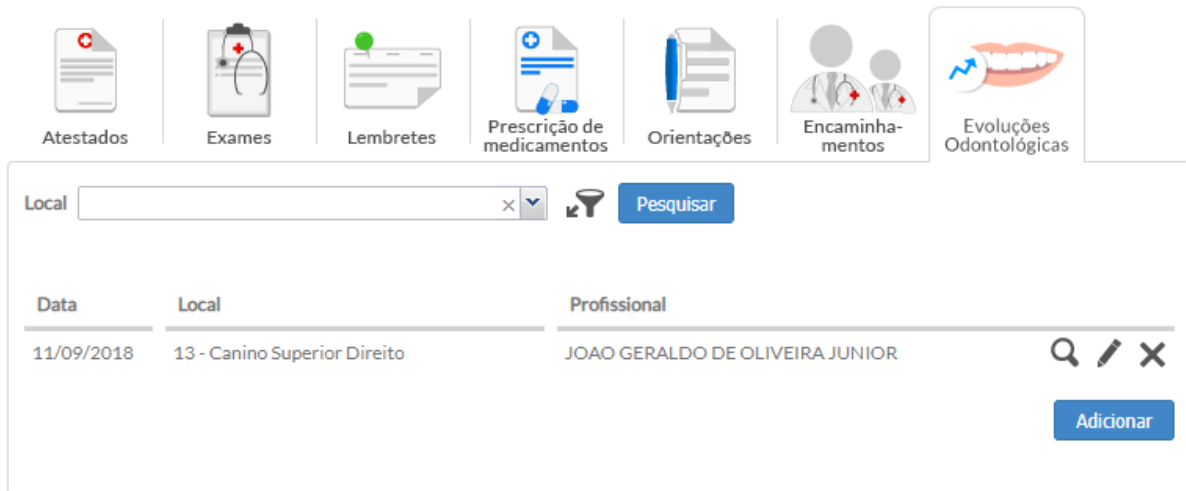 Atestados
Exames
Lembretes
Prescrição de
medicamentos
Orientações
Encaminha-
mentos
Evoluções
Odontológicas
Local
Pesquisar
Data Local Profissional
11/09/2018 13 - Canino Superior Direito JOAO GERALDO DE OLIVEIRA JUNIOR
Adicionar